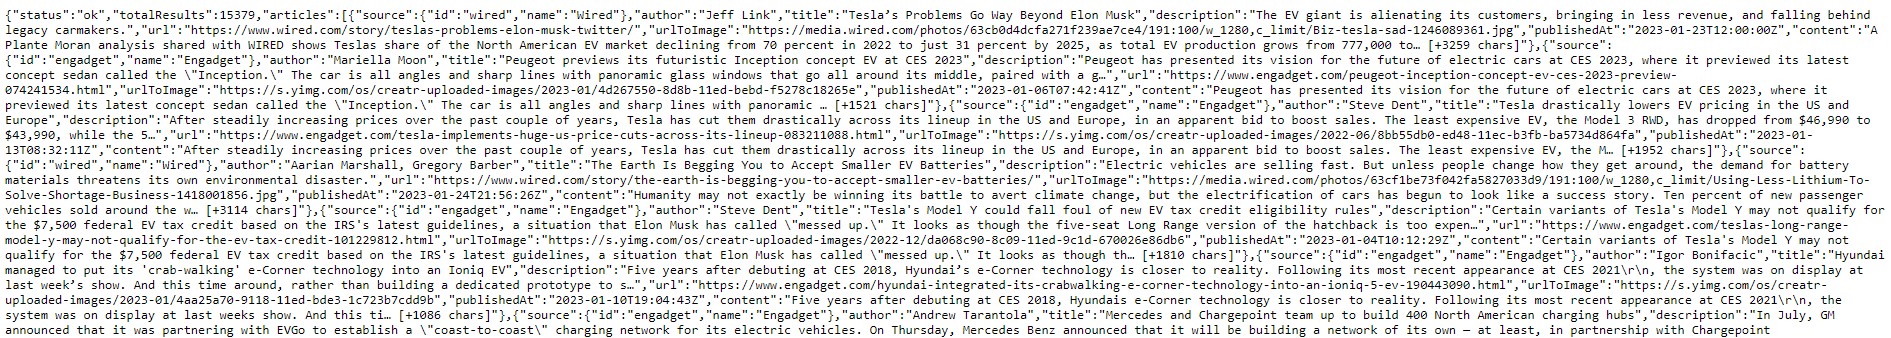 {"status":"ok","totalResults":15379,"articles":[{"source":{"id":"wired","name":"Wired"},"author":"Jeff Link","title":"Tesla’s Problems Go Way Beyond Elon Musk","description":"The EV giant is alienating its customers, bringing in less revenue, and falling behind
legacy carmakers.","url":"https://www.wired.com/story/teslas-problems-elon-musk-twitter/","urlToImage":"https://media.wired.com/photos/63cb0d4dcfa271f239ae7ce4/191:100/w_1280,c_limit/Biz-tesla-sad-1246089361.jpg","publishedAt":"2023-01-23T12:00:00Z","content":"A
Plante Moran analysis shared with WIRED shows Teslas share of the North American EV market declining from 70 percent in 2022 to just 31 percent by 2025, as total EV production grows from 777,000 to… [+3259 chars]"},{"source":
{"id":"engadget","name":"Engadget"},"author":"Mariella Moon","title":"Peugeot previews its futuristic Inception concept EV at CES 2023","description":"Peugeot has presented its vision for the future of electric cars at CES 2023, where it previewed its latest
concept sedan called the \"Inception.\" The car is all angles and sharp lines with panoramic glass windows that go all around its middle, paired with a g…","url":"https://www.engadget.com/peugeot-inception-concept-ev-ces-2023-preview-
074241534.html","urlToImage":"https://s.yimg.com/os/creatr-uploaded-images/2023-01/4d267550-8d8b-11ed-bebd-f5278c18265e","publishedAt":"2023-01-06T07:42:41Z","content":"Peugeot has presented its vision for the future of electric cars at CES 2023, where it
previewed its latest concept sedan called the \"Inception.\" The car is all angles and sharp lines with panoramic … [+1521 chars]"},{"source":{"id":"engadget","name":"Engadget"},"author":"Steve Dent","title":"Tesla drastically lowers EV pricing in the US and
Europe","description":"After steadily increasing prices over the past couple of years, Tesla has cut them drastically across its lineup in the US and Europe, in an apparent bid to boost sales. The least expensive EV, the Model 3 RWD, has dropped from $46,990 to
$43,990, while the 5…","url":"https://www.engadget.com/tesla-implements-huge-us-price-cuts-across-its-lineup-083211088.html","urlToImage":"https://s.yimg.com/os/creatr-uploaded-images/2022-06/8bb55db0-ed48-11ec-b3fb-ba5734d864fa","publishedAt":"2023-01-
13T08:32:11Z","content":"After steadily increasing prices over the past couple of years, Tesla has cut them drastically across its lineup in the US and Europe, in an apparent bid to boost sales. The least expensive EV, the M… [+1952 chars]"},{"source":
{"id":"wired","name":"Wired"},"author":"Aarian Marshall, Gregory Barber","title":"The Earth Is Begging You to Accept Smaller EV Batteries","description":"Electric vehicles are selling fast. But unless people change how they get around, the demand for battery
materials threatens its own environmental disaster.","url":"https://www.wired.com/story/the-earth-is-begging-you-to-accept-smaller-ev-batteries/","urlToImage":"https://media.wired.com/photos/63cf1be73f042fa5827033d9/191:100/w_1280,c_limit/Using-Less-Lithium-To-
Solve-Shortage-Business-1418001856.jpg","publishedAt":"2023-01-24T21:56:26Z","content":"Humanity may not exactly be winning its battle to avert climate change, but the electrification of cars has begun to look like a success story. Ten percent of new passenger
vehicles sold around the w… [+3114 chars]"},{"source":{"id":"engadget","name":"Engadget"},"author":"Steve Dent","title":"Tesla's Model Y could fall foul of new EV tax credit eligibility rules","description":"Certain variants of Tesla's Model Y may not qualify for
the $7,500 federal EV tax credit based on the IRS's latest guidelines, a situation that Elon Musk has called \"messed up.\" It looks as though the five-seat Long Range version of the hatchback is too expen…","url":"https://www.engadget.com/teslas-long-range-
model-y-may-not-qualify-for-the-ev-tax-credit-101229812.html","urlToImage":"https://s.yimg.com/os/creatr-uploaded-images/2022-12/da068c90-8c09-11ed-9c1d-670026e86db6","publishedAt":"2023-01-04T10:12:29Z","content":"Certain variants of Tesla's Model Y may not
qualify for the $7,500 federal EV tax credit based on the IRS's latest guidelines, a situation that Elon Musk has called \"messed up.\" It looks as though th… [+1810 chars]"},{"source":{"id":"engadget","name":"Engadget"},"author":"Igor Bonifacic","title":"Hyundai
managed to put its 'crab-walking' e-Corner technology into an Ioniq EV","description":"Five years after debuting at CES 2018, Hyundai’s e-Corner technology is closer to reality. Following its most recent appearance at CES 2021\r\n, the system was on display at
last week’s show. And this time around, rather than building a dedicated prototype to s…","url":"https://www.engadget.com/hyundai-integrated-its-crabwalking-e-corner-technology-into-an-ioniq-5-ev-190443090.html","urlToImage":"https://s.yimg.com/os/creatr-
uploaded-images/2023-01/4aa25a70-9118-11ed-bde3-1c723b7cdd9b","publishedAt":"2023-01-10T19:04:43Z","content":"Five years after debuting at CES 2018, Hyundais e-Corner technology is closer to reality. Following its most recent appearance at CES 2021\r\n, the
system was on display at last weeks show. And this ti… [+1086 chars]"},{"source":{"id":"engadget","name":"Engadget"},"author":"Andrew Tarantola","title":"Mercedes and Chargepoint team up to build 400 North American charging hubs","description":"In July, GM
announced that it was partnering with EVGo to establish a \"coast-to-coast\" charging network for its electric vehicles. On Thursday, Mercedes Benz announced that it will be building a network of its own — at least, in partnership with Chargepoint